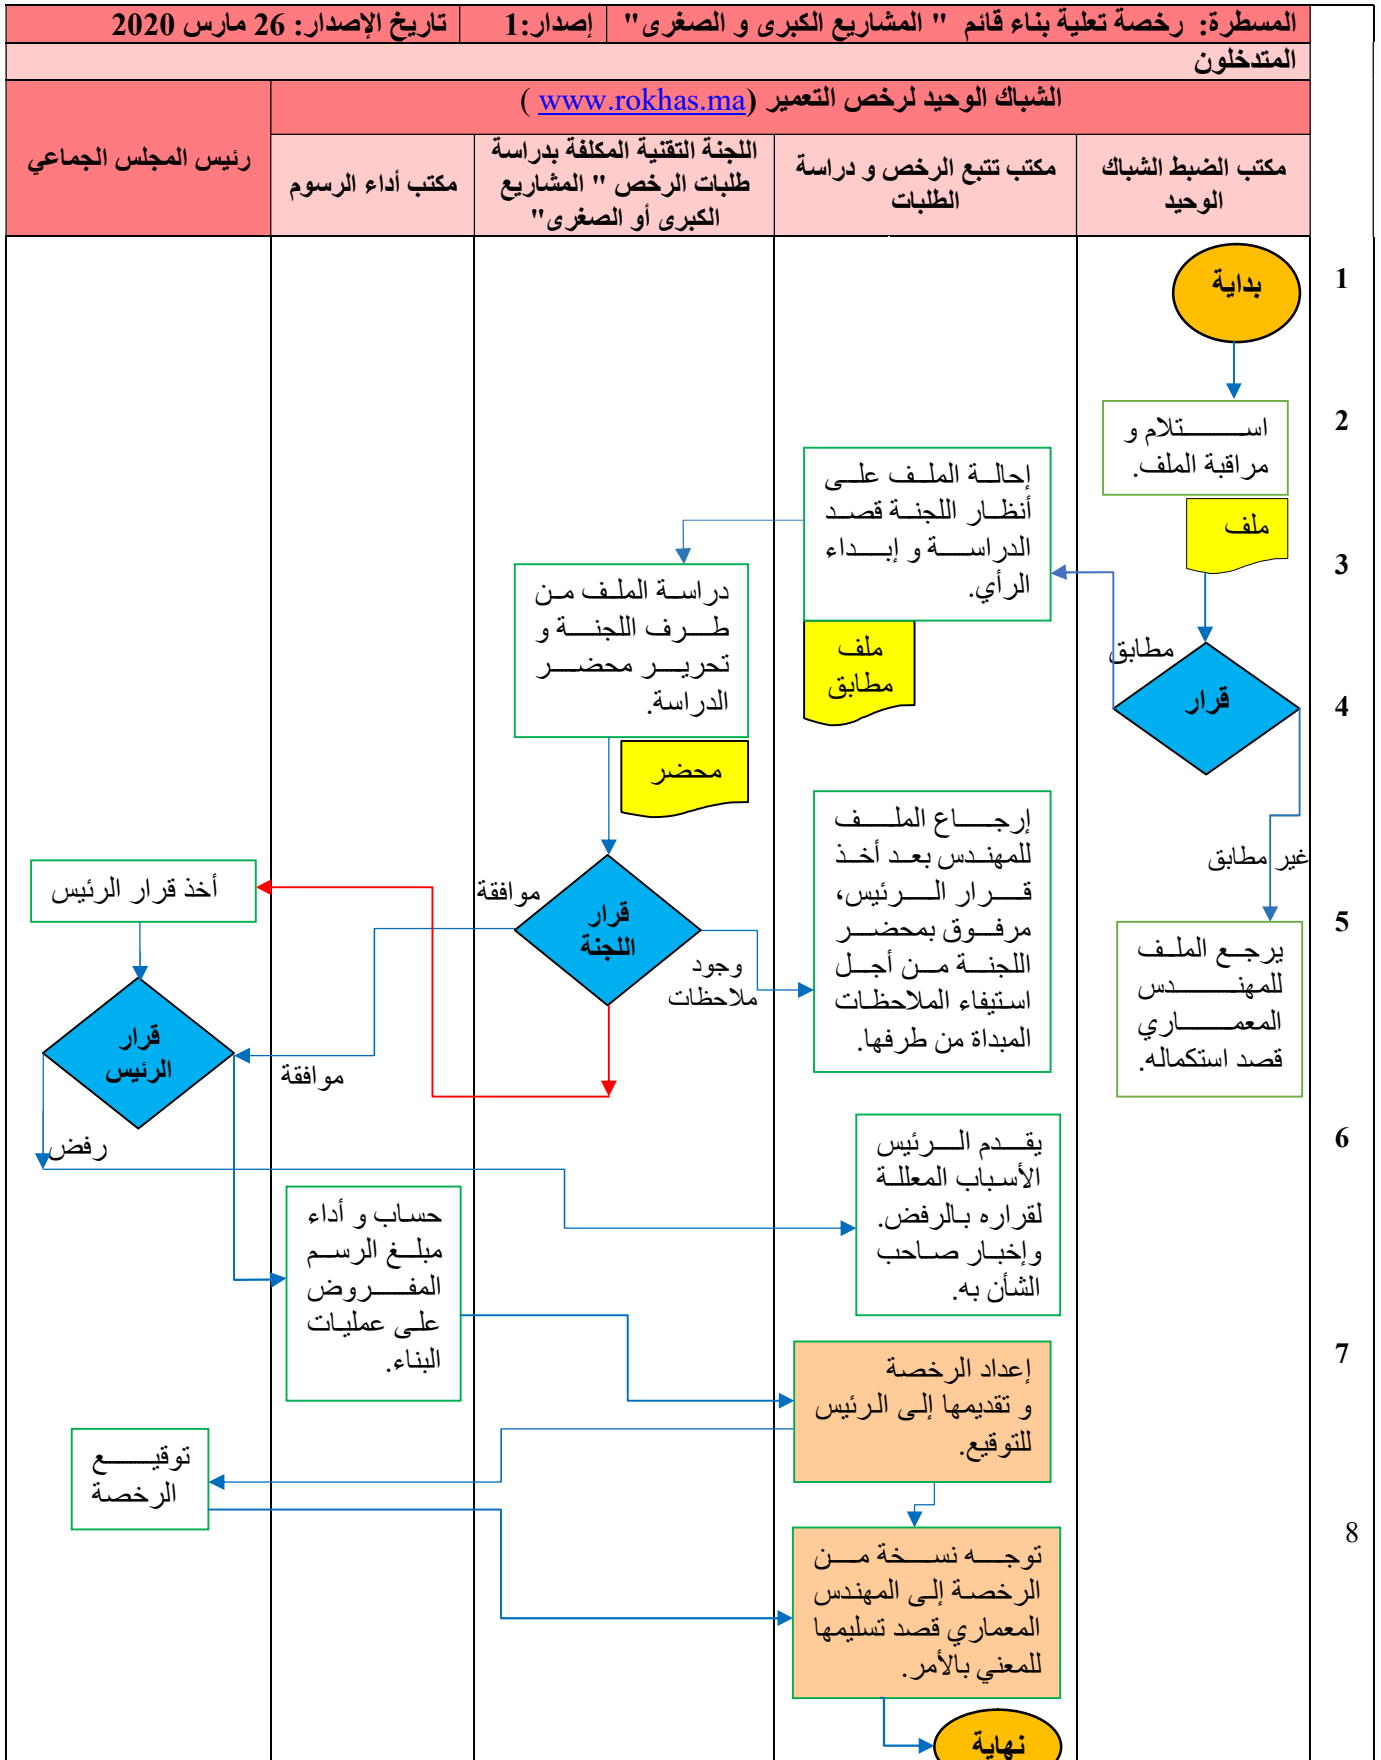 المسطرة: رخصة تعلية بناء قائم " المشاريع الكبرى و الصغرى" إصدار:1 تاريخ الإصدار: 26 مارس 2020
المتدخلون
الشباك الوحيد لرخص التعمير (www.rokhas.ma )
مكتب الضبط الشباك
الوحيد
مكتب تتبع الرخص و دراسة
الطلبات
اللجنة التقنية المكلفة بدراسة
طلبات الرخص " المشاريع
الكبرى أو الصغرى"
مكتب أداء الرسوم
رئيس المجلس الجماعي
1
بداية
2
استلام و
مراقبة الملف.
ملف
3
إحالة الملف على
أنظار اللجنة قصد
الدراسة و إبداء
الرأي.
ملف
مطابق
دراسة الملف من
طرف اللجنة و
تحرير محضر
الدراسة.
محضر
مطابق
4
قرار
غير مطابق
إرجاع الملف
للمهندس بعد أخذ
قرار الرئيس،
مرفوق بمحضر
اللجنة من أجل
استيفاء الملاحظات
المبداة من طرفها.
موافقة
قرار
اللجنة
وجود
ملاحظات
أخذ قرار الرئيس
5
يرجع الملف
للمهندس
المعماري
قصد استكماله.
قرار
الرئيس
موافقة
رفض
6
يقدم الرئيس
الأسباب المعللة
لقراره بالرفض.
وإخبار صاحب
الشأن به.
حساب و أداء
مبلغ الرسم
المفروض
على عمليات
البناء.
7
إعداد الرخصة
و تقديمها إلى الرئيس
للتوقيع.
توقيع
الرخصة
8
توجه نسخة من
الرخصة إلى المهندس
المعماري قصد تسليمها
للمعني بالأمر.
نهاية